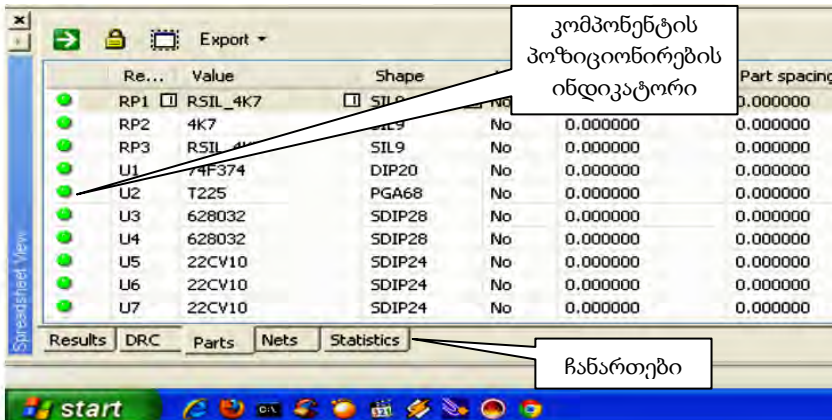 კომპონენტის
პოზიციონირების
ინდიკატორი
Export
Re... Value Shape Part spacing
RP1 RSIL_4K7 SIL9 No 0.000000
RP2 4K7 SIL9 No 0.000000 0.000000
RP3 RSIL_4K7 SIL9 No 0.000000 0.000000
U1 74F374 DIP20 No 0.000000 0.000000
U2 T225 PGA68 No 0.000000 0.000000
U3 628032 SDIP28 No 0.000000 0.000000
U4 628032 SDIP28 No 0.000000 0.000000
U5 22CV10 SDIP24 No 0.000000 0.000000
U6 22CV10 SDIP24 No 0.000000 0.000000
U7 22CV10 SDIP24 No 0.000000 0.000000
Spreadsheet View
Results DRC Parts Nets Statistics
ჩანართები
start